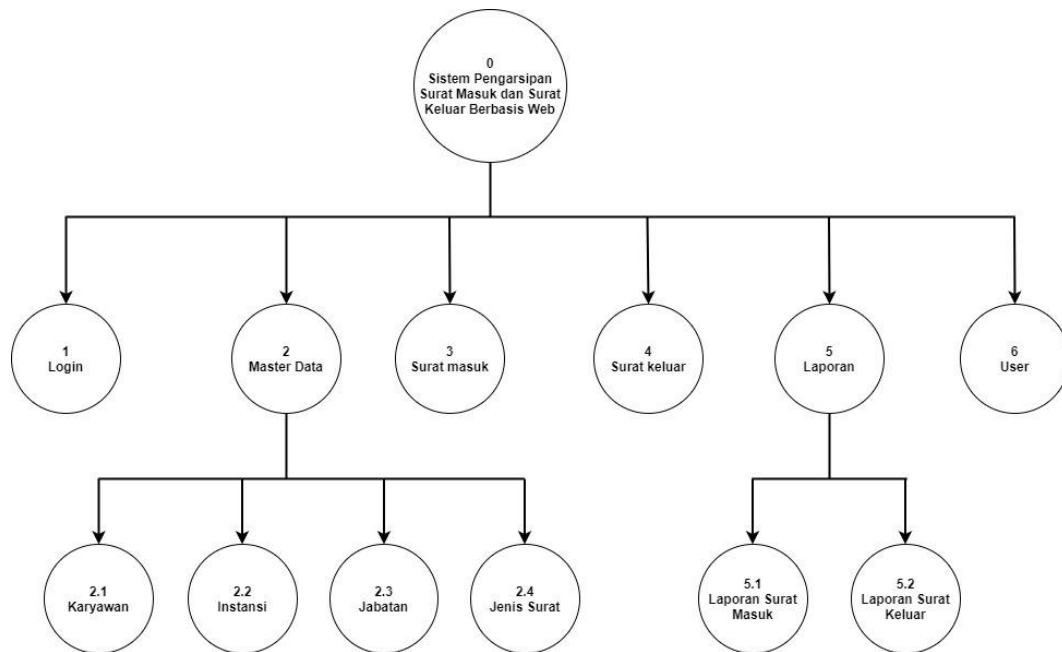 0
Sistem Pengarsipan
Surat Masuk dan Surat
Keluar Berbasis Web
1
Login
2
Master Data
3
Surat masuk
4
Surat keluar
5
Laporan
6
User
2.1
Karyawan
2.2
Instansi
2.3
Jabatan
2.4
Jenis Surat
5.1
Laporan Surat
Masuk
5.2
Laporan Surat
Keluar